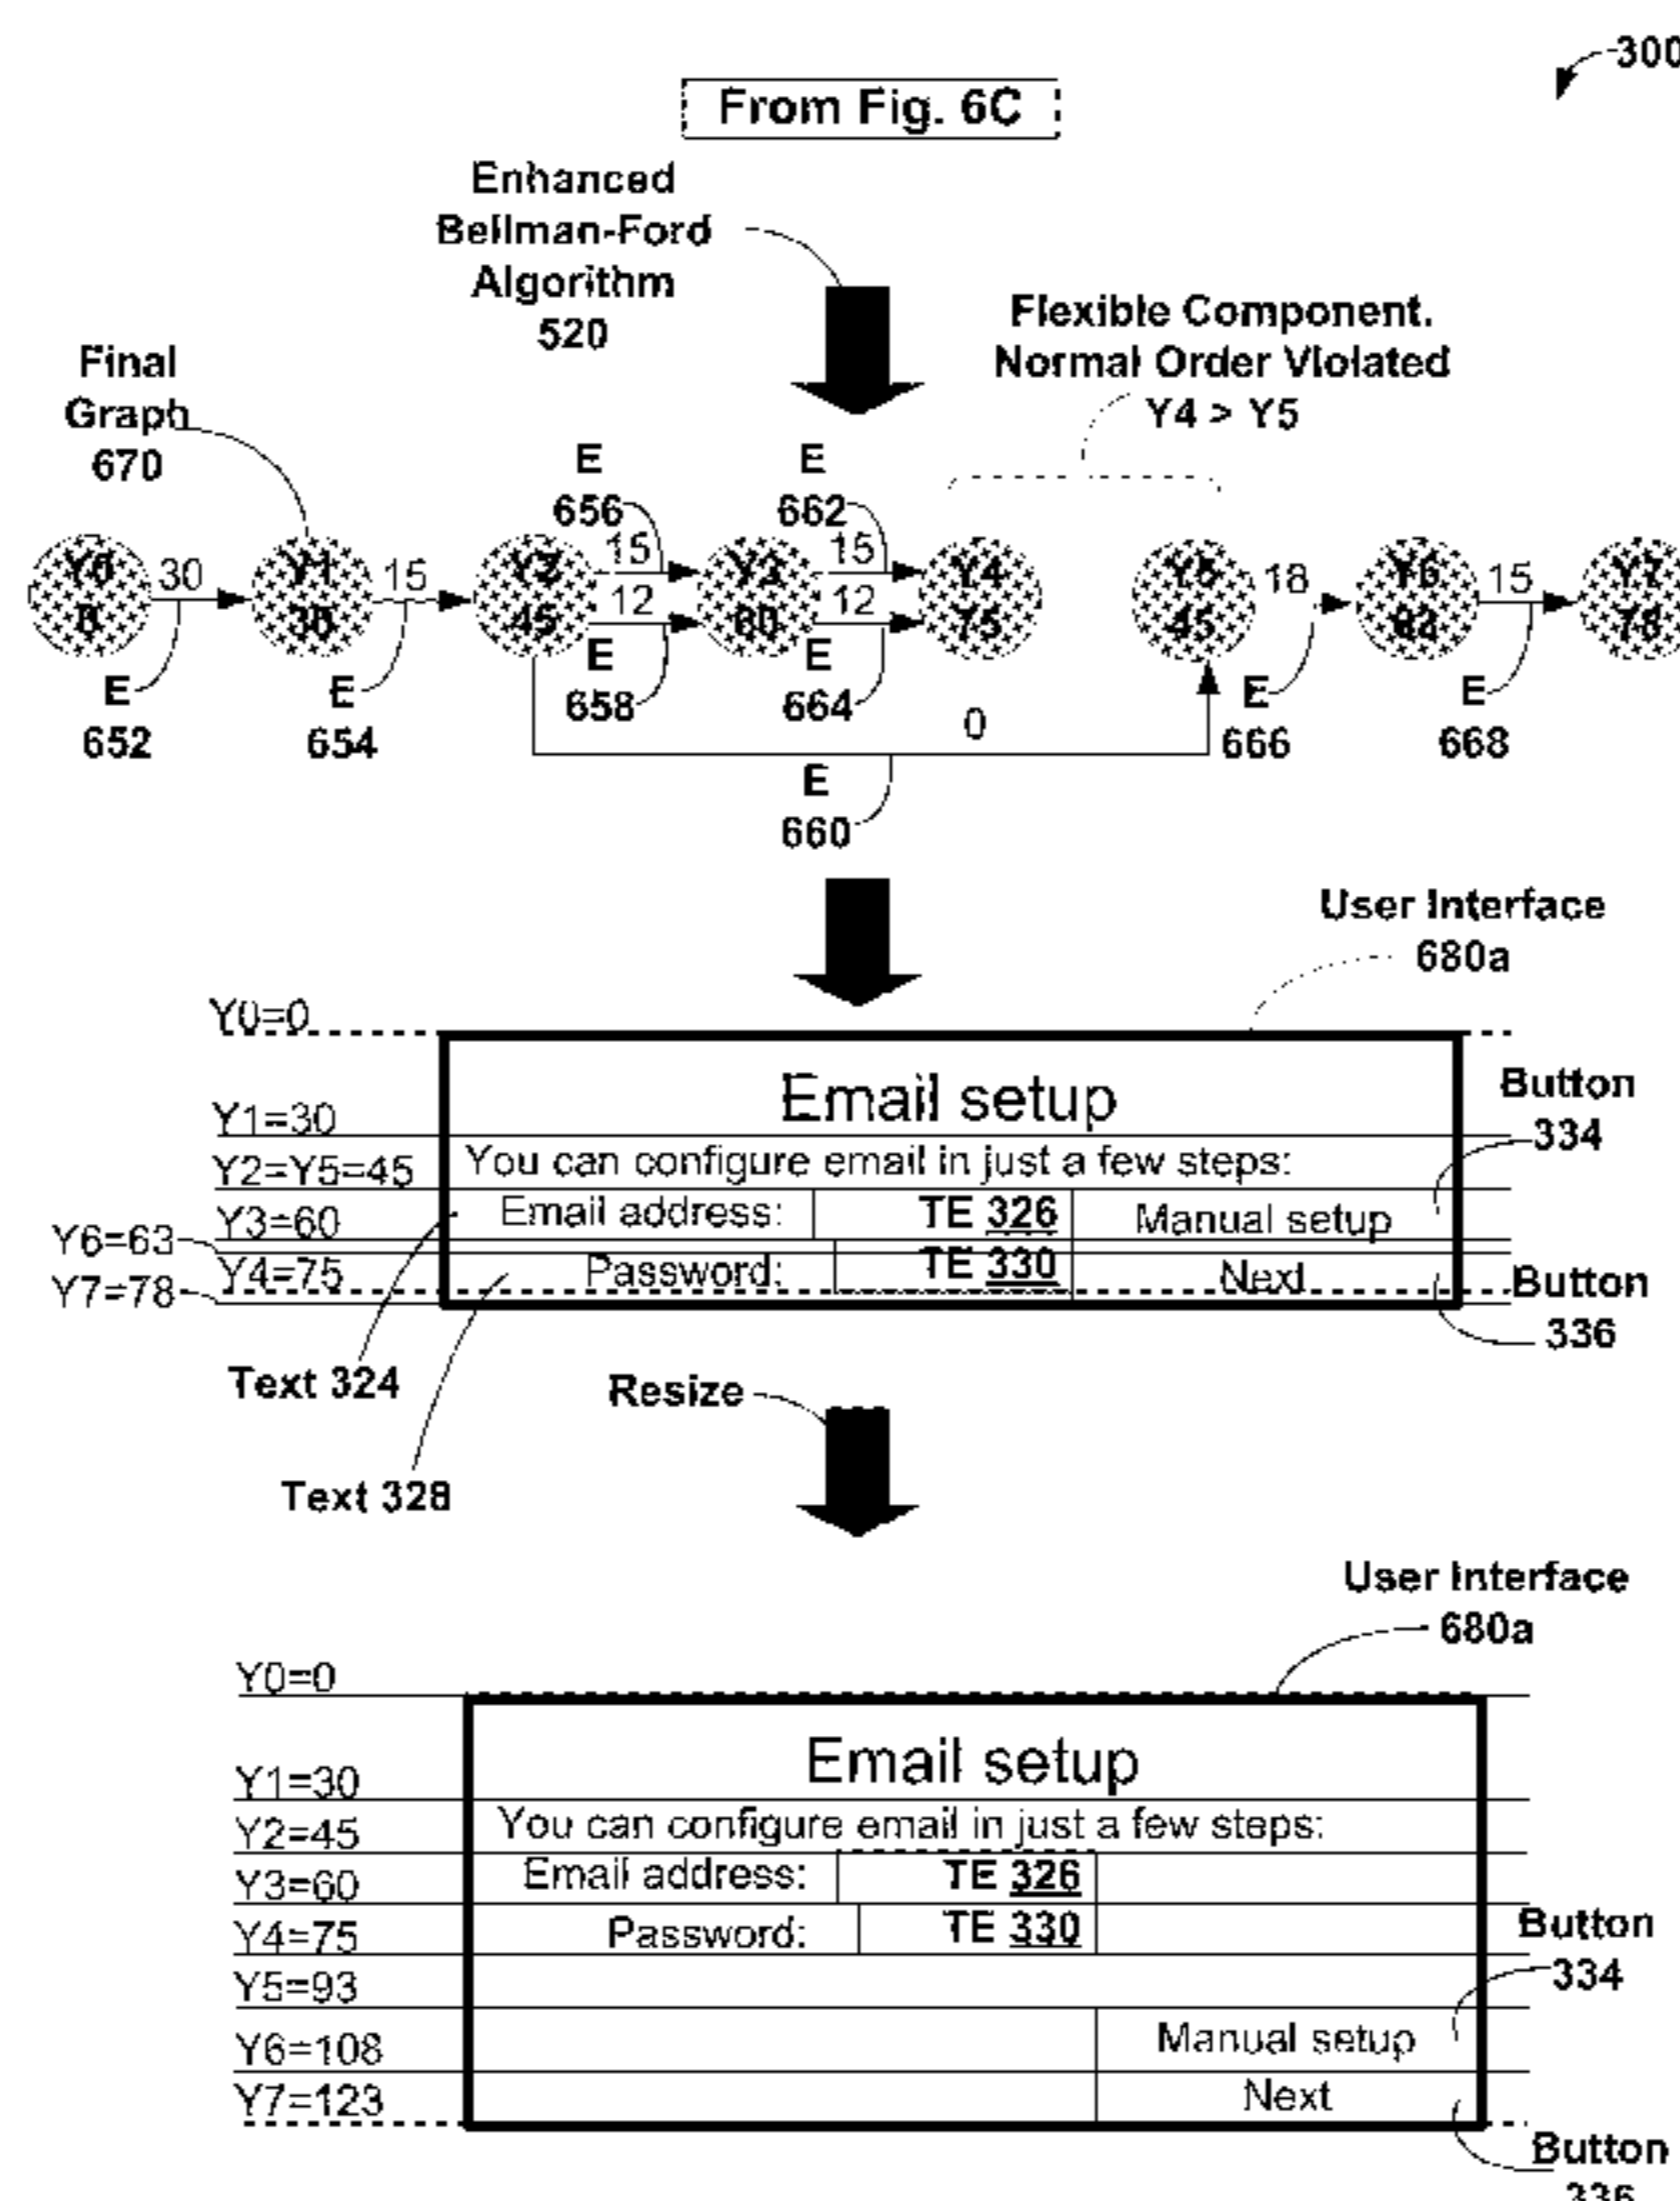 300
From Fig. 6C
Enhanced
Bellman-Ford
Algorithm
520
Flexible Component.
Normal Order Violated
Y4 > Y5
Final
Graph
670
E
656
E
662
30
15
15
12
15
12
18
15
Y4
75
45
E
652
E
654
E
658
E
664
0
E
666
E
668
E
660
User Interface
680a
Y0=0
Email setup
Button
334
Y1=30
You can configure email in just a few steps:
Y2=Y5=45
Email address: TE 326 Manual setup
Y3=60
Y6=63
Password: TE 330 Next
Y4=75
Y7=78
Button
336
Text 324
Resize
Text 328
User Interface
680a
Y0=0
Email setup
Y1=30
You can configure email in just a few steps:
Y2=45
Email address: TE 326
Y3=60
Password: TE 330
Y4=75
Button
334
Y5=93
Manual setup
Y6=108
Next
Y7=123
Button
336